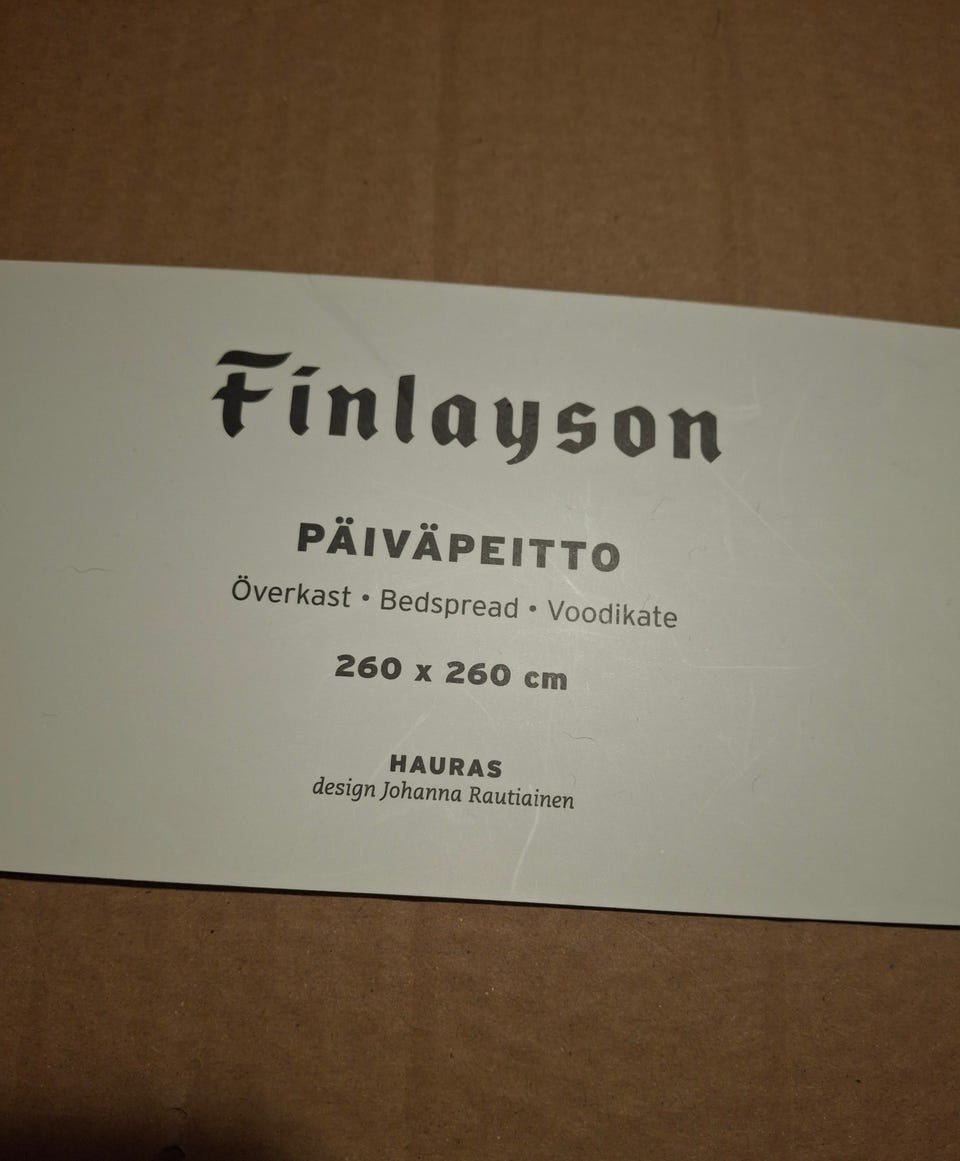 Finlayson
PÄIVÄPEITTO
Överkast • Bedspread • Voodikate
260 x 260 cm
HAURAS
design Johanna Rautiainen